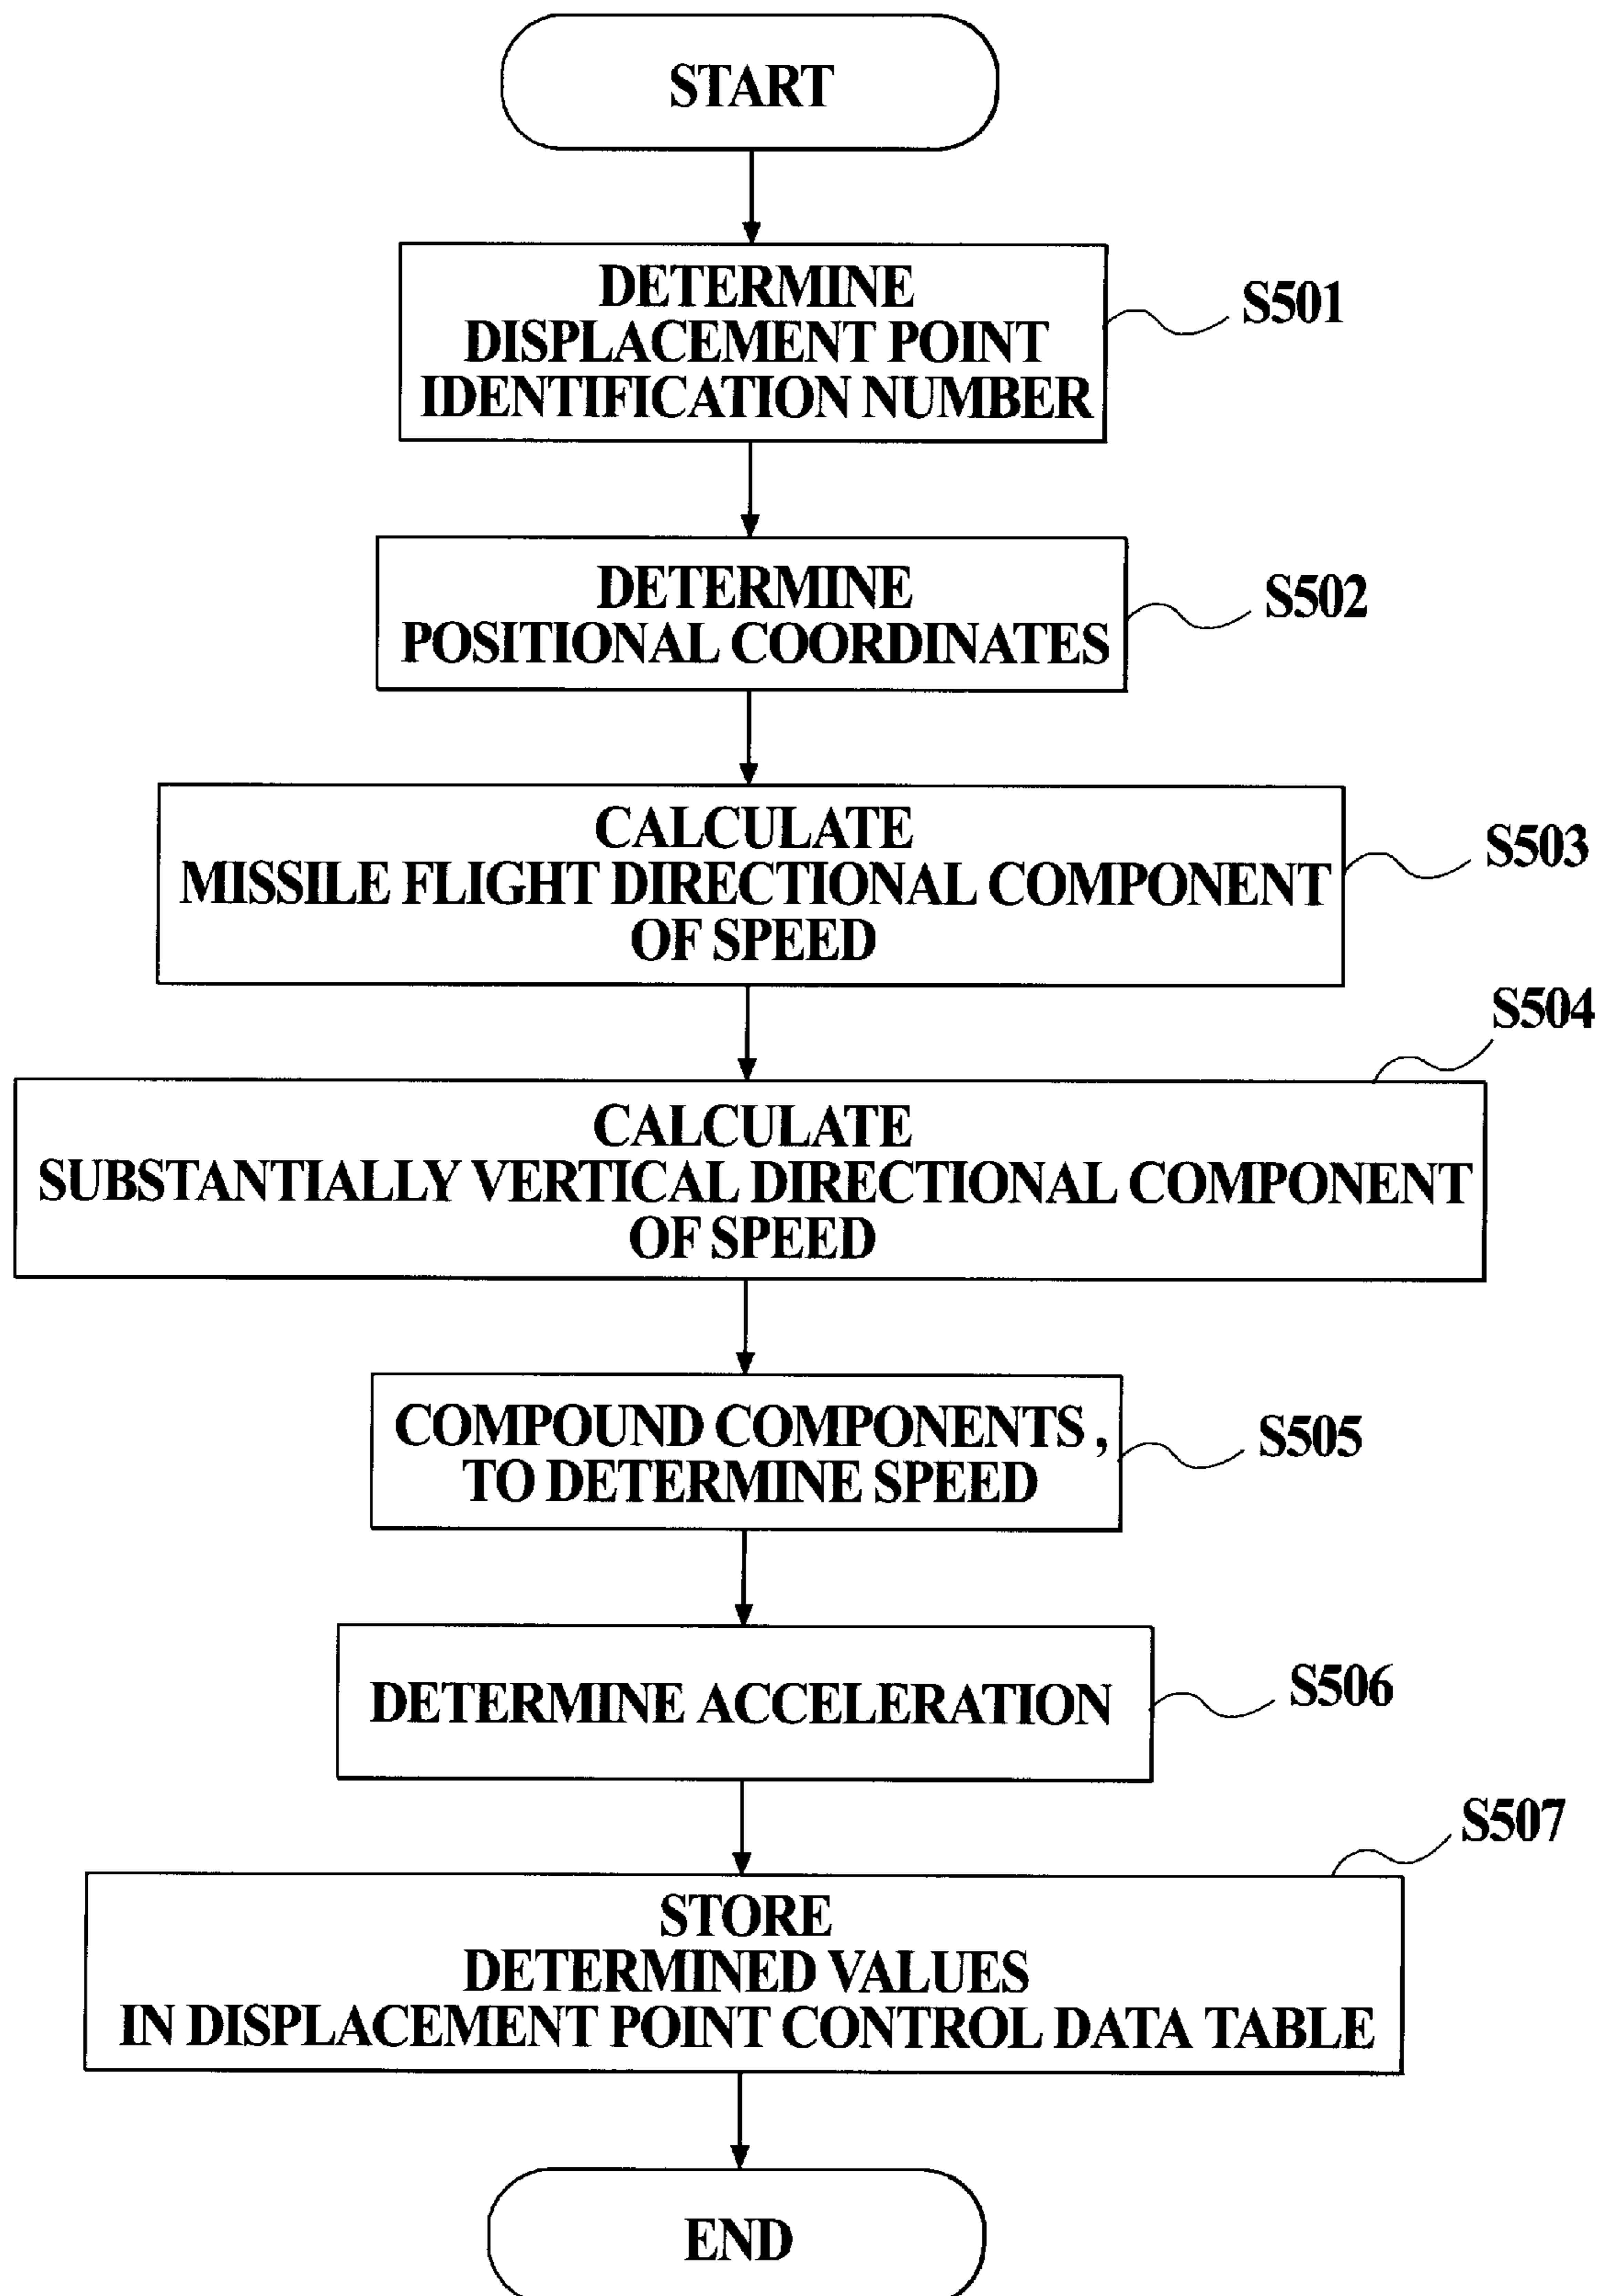 START
DETERMINE
DISPLACEMENT POINT
IDENTIFICATION NUMBER
S501
DETERMINE
POSITIONAL COORDINATES
S502
CALCULATE
MISSILE FLIGHT DIRECTIONAL COMPONENT
OF SPEED
S503
S504
CALCULATE
SUBSTANTIALLY VERTICAL DIRECTIONAL COMPONENT
OF SPEED
COMPOUND COMPONENTS ,
TO DETERMINE SPEED
S505
DETERMINE ACCELERATION
S506
S507
STORE
DETERMINED VALUES
IN DISPLACEMENT POINT CONTROL DATA TABLE
END